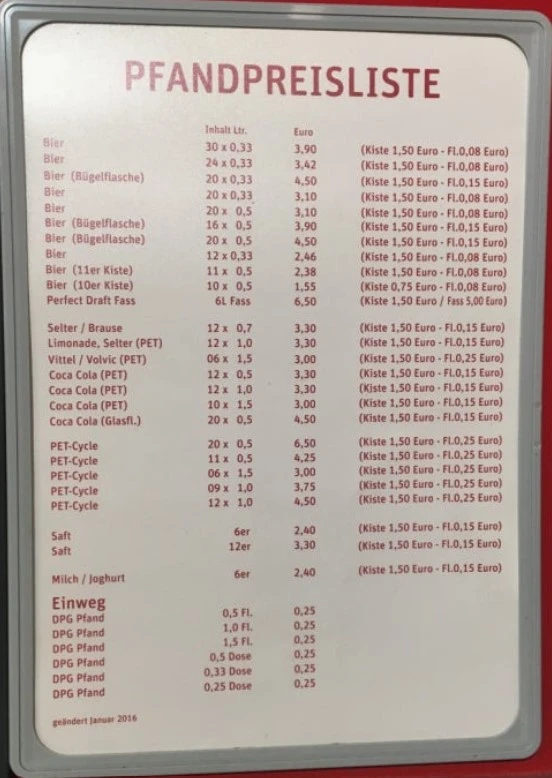 PFANDPREISLISTE
Inhalt Ltr. Euro
Bier 30 x 0,33 3,90 (Kiste 1,50 Euro - Fl.0,08 Euro)
Bier 24 x 0,33 3,42 (Kiste 1,50 Euro - Fl.0,08 Euro)
Bier (Bügelflasche) 20 x 0,33 4,50 (Kiste 1,50 Euro - Fl.0,15 Euro)
Bier 20 x 0,33 3,10 (Kiste 1,50 Euro - Fl.0,08 Euro)
Bier 20 x 0,5 3,10 (Kiste 1,50 Euro - Fl.0,08 Euro)
Bier (Bügelflasche) 16 x 0,5 3,90 (Kiste 1,50 Euro - Fl.0,15 Euro)
Bier (Bügelflasche) 20 x 0,5 4,50 (Kiste 1,50 Euro - Fl.0,15 Euro)
Bier 12 x 0,33 2,46 (Kiste 1,50 Euro - Fl.0,08 Euro)
Bier (11er Kiste) 11 x 0,5 2,38 (Kiste 1,50 Euro - Fl.0,08 Euro)
Bier (10er Kiste) 10 x 0,5 1,55 (Kiste 0,75 Euro - Fl.0,08 Euro)
Perfect Draft Fass 6L Fass 6,50 (Kiste 1,50 Euro / Fass 5,00 Euro)
Selter / Brause 12 x 0,7 3,30 (Kiste 1,50 Euro - Fl.0,15 Euro)
Limonade, Selter (PET) 12 x 1,0 3,30 (Kiste 1,50 Euro - Fl.0,15 Euro)
Vittel / Volvic (PET) 06 x 1,5 3,00 (Kiste 1,50 Euro - Fl.0,25 Euro)
Coca Cola (PET) 12 x 0,5 3,30 (Kiste 1,50 Euro - Fl.0,15 Euro)
Coca Cola (PET) 12 x 1,0 3,30 (Kiste 1,50 Euro - Fl.0,15 Euro)
Coca Cola (PET) 10 x 1,5 3,00 (Kiste 1,50 Euro - Fl.0,15 Euro)
Coca Cola (Glasfl.) 20 x 0,5 4,50 (Kiste 1,50 Euro - Fl.0,15 Euro)
PET-Cycle 20 x 0,5 6,50 (Kiste 1,50 Euro - Fl.0,25 Euro)
PET-Cycle 11 x 0,5 4,25 (Kiste 1,50 Euro - Fl.0,25 Euro)
PET-Cycle 06 x 1,5 3,00 (Kiste 1,50 Euro - Fl.0,25 Euro)
PET-Cycle 09 x 1,0 3,75 (Kiste 1,50 Euro - Fl.0,25 Euro)
PET-Cycle 12 x 1,0 4,50 (Kiste 1,50 Euro - Fl.0,25 Euro)
Saft 6er 2,40 (Kiste 1,50 Euro - Fl.0,15 Euro)
Saft 12er 3,30 (Kiste 1,50 Euro - Fl.0,15 Euro)
Milch / Joghurt 6er 2,40 (Kiste 1,50 Euro - Fl.0,15 Euro)
Einweg
DPG Pfand 0,5 Fl. 0,25
DPG Pfand 1,0 Fl. 0,25
DPG Pfand 1,5 Fl. 0,25
DPG Pfand 0,5 Dose 0,25
DPG Pfand 0,33 Dose 0,25
DPG Pfand 0,25 Dose 0,25
geändert Januar 2016